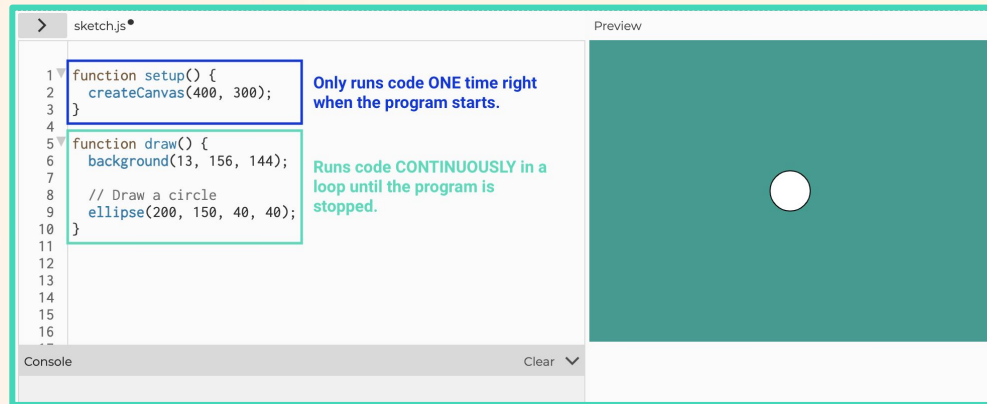 sketch.js
Preview
1 function setup() {
2 createCanvas(400, 300);
3 }
4
5 function draw() {
6 background(13, 156, 144);
7
8 // Draw a circle
9 ellipse(200, 150, 40, 40);
10 }
11
12
13
14
15
16
Only runs code ONE time right
when the program starts.
Runs code CONTINUOUSLY in a
loop until the program is
stopped.
Console
Clear